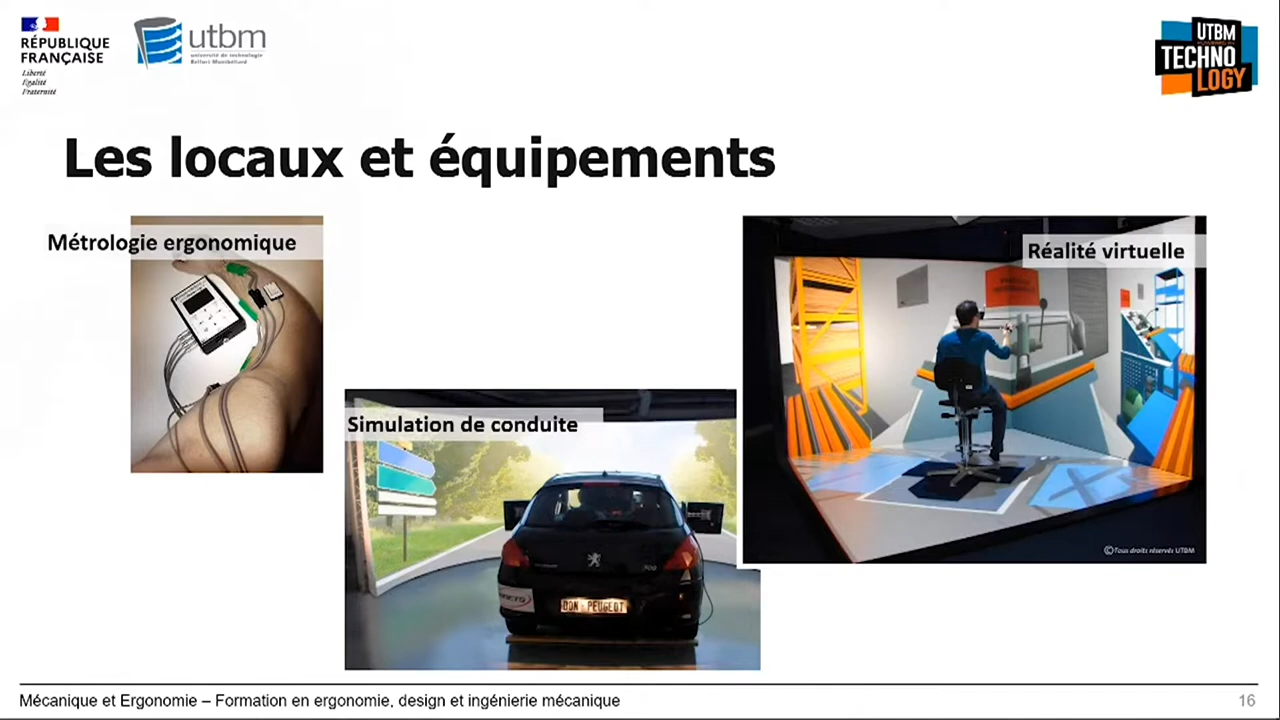 RÉPUBLIQUE
FRANÇAISE
Liberté
Égalité
Fraternité
utbm
université de technologie
Belfort-Montbéliard
UTBM
TECHNO
LOGY
Les locaux et équipements
Métrologie ergonomique
Réalité virtuelle
Simulation de conduite
DON - PEUGEOT
©Tous droits réservés UTBM
Mécanique et Ergonomie – Formation en ergonomie, design et ingénierie mécanique
16